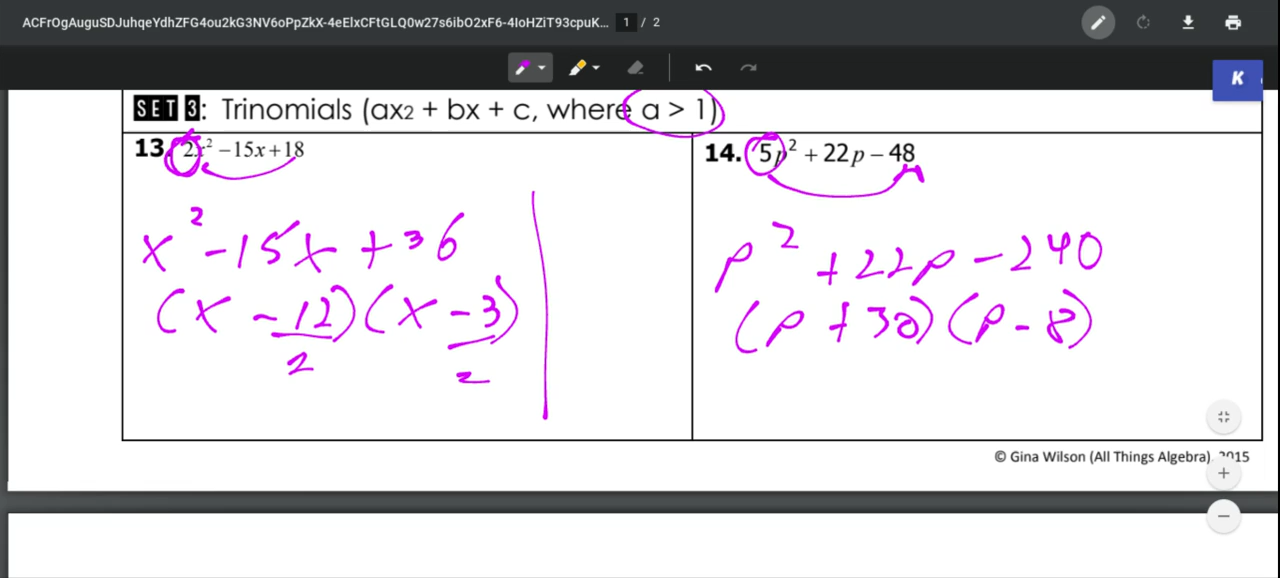 ACFrOgAuguSDJuhqeYdhZFG4ou2kG3NV6oPpZkX-4eElxCFtGLQ0w27s6ibO2xF6-4IoHZiT93cpuK... 1 / 2
K
SET 3: Trinomials (ax2 + bx + c, where a > 1)
13. 2x² – 15x + 18
14. 5p² + 22p – 48
x² - 15x + 36
(x - 12)(x - 3)
2 2
p² + 22p - 240
(p + 30)(p - 8)
© Gina Wilson (All Things Algebra), 2015